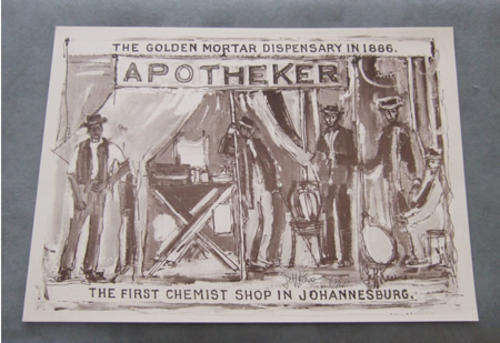 THE GOLDEN MORTAR DISPENSARY IN 1886.
APOTHEKER
THE FIRST CHEMIST SHOP IN JOHANNESBURG.